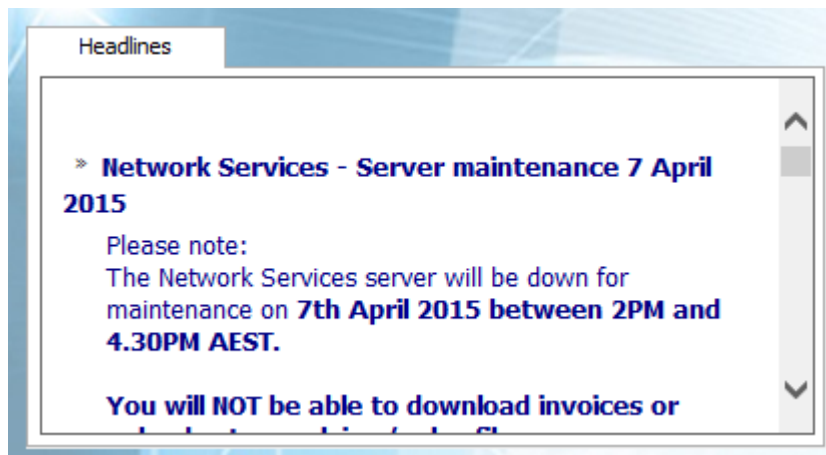 Headlines
» Network Services - Server maintenance 7 April
2015
Please note:
The Network Services server will be down for
maintenance on 7th April 2015 between 2PM and
4.30PM AEST.
You will NOT be able to download invoices or